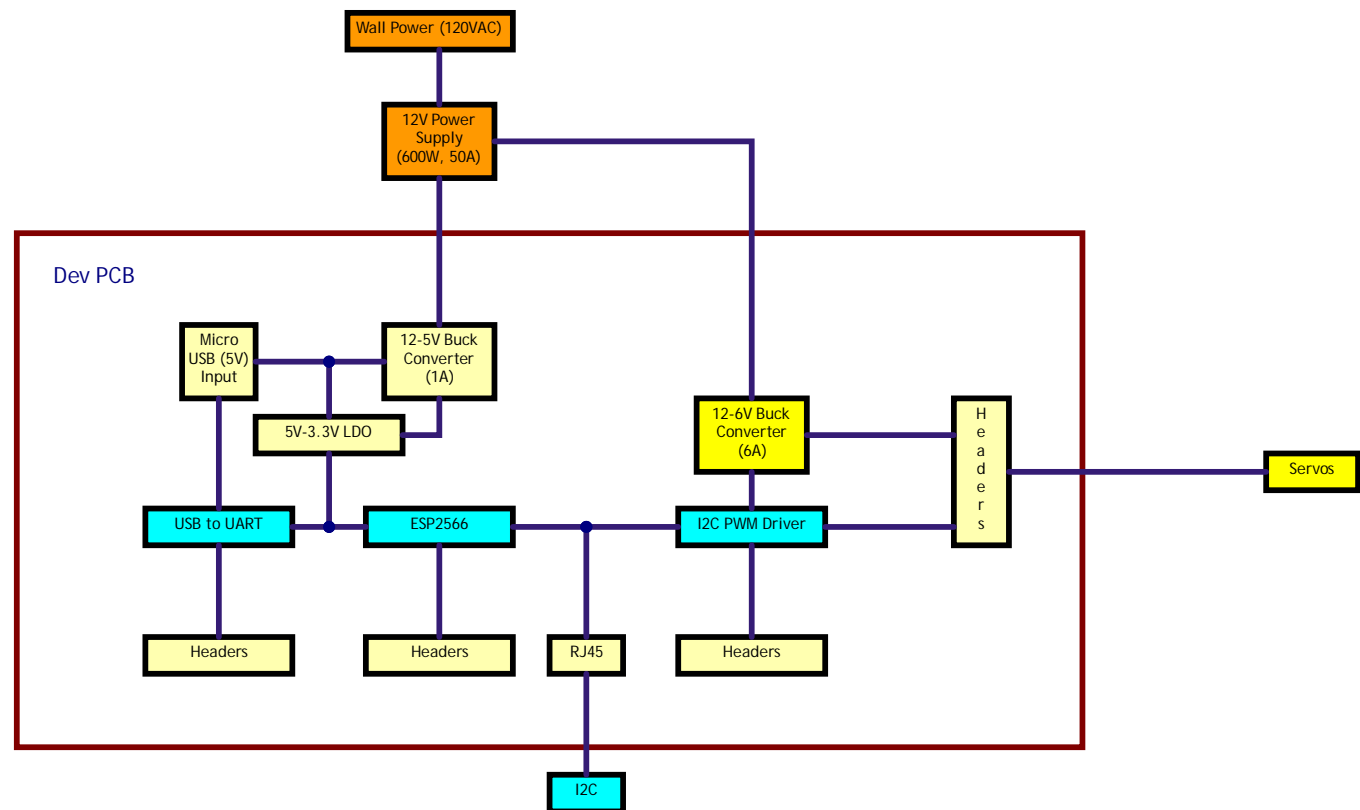 Wall Power (120VAC)
12V Power
Supply
(600W, 50A)
Dev PCB
Micro
USB (5V)
Input
12-5V Buck
Converter
(1A)
5V-3.3V LDO
12-6V Buck
Converter
(6A)
H
e
a
d
e
r
s
Servos
USB to UART
ESP2566
I2C PWM Driver
Headers
Headers
RJ45
Headers
I2C